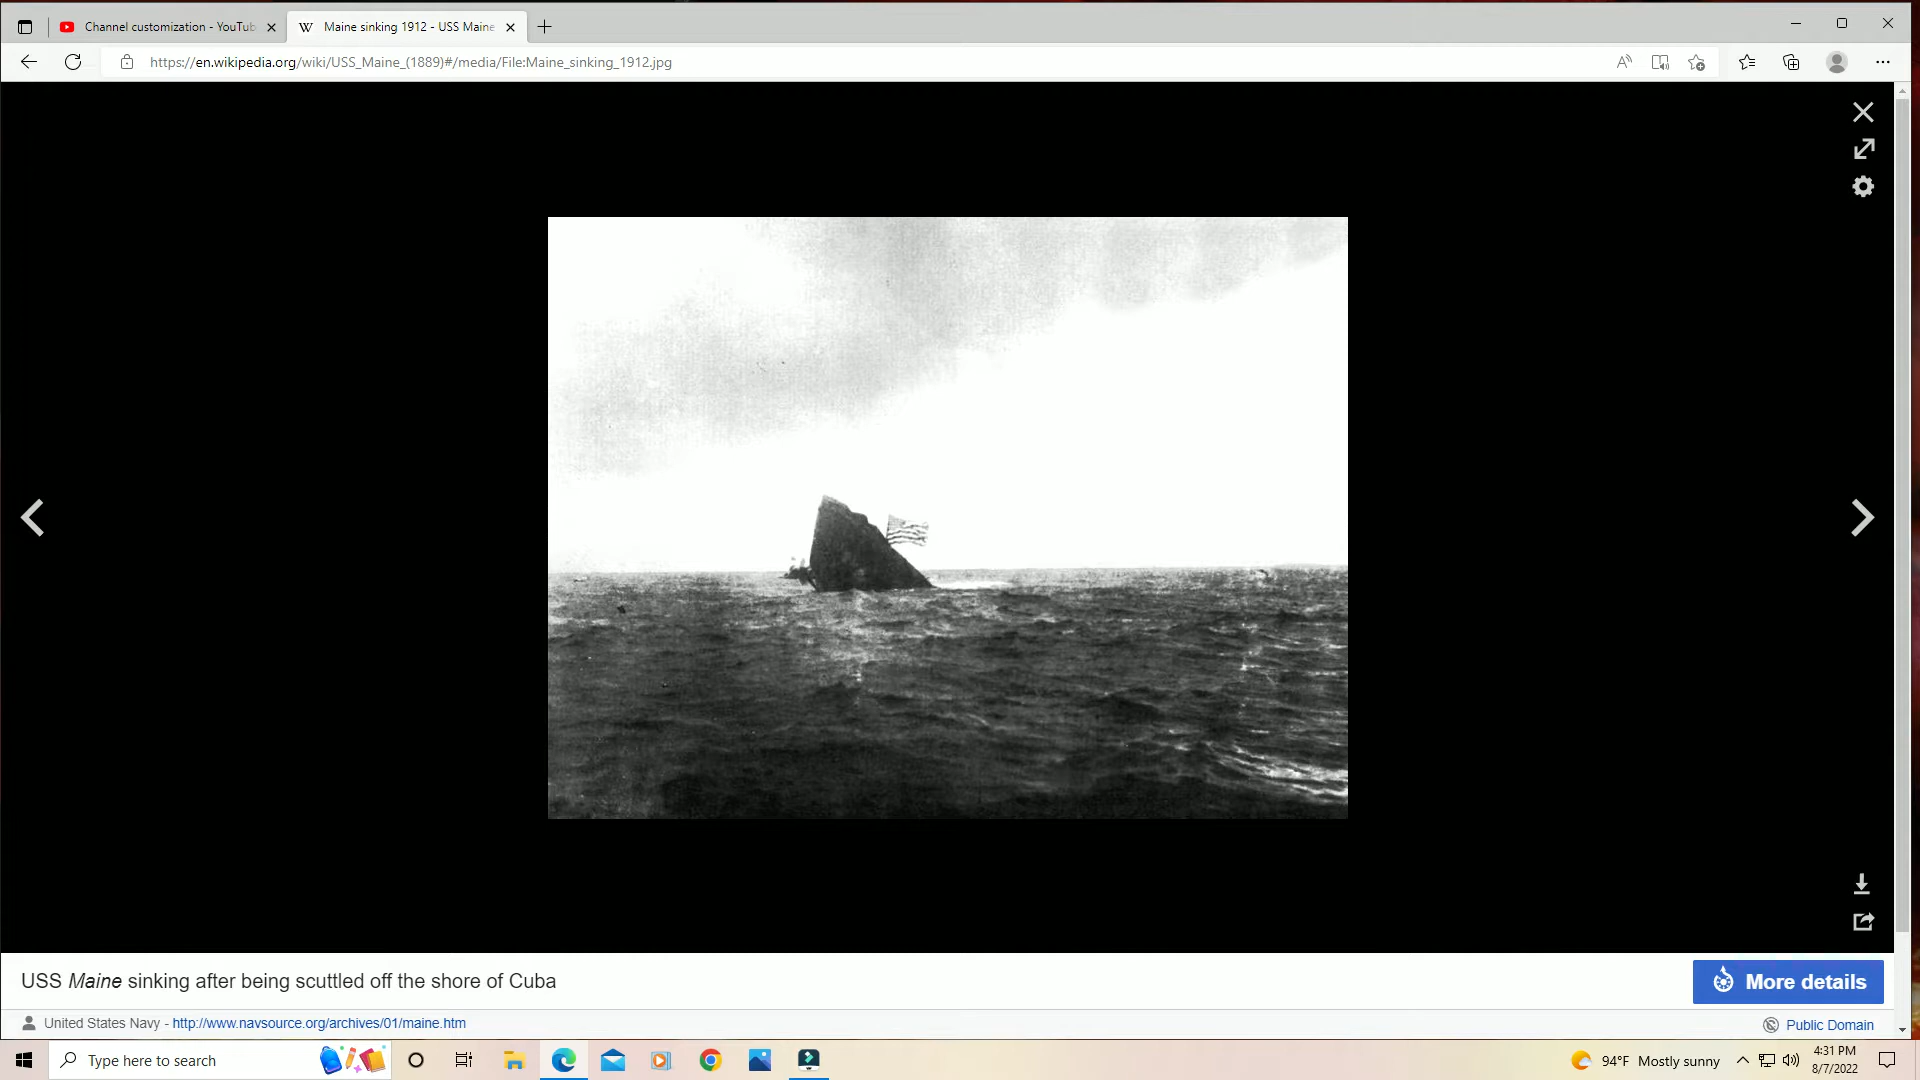 Channel customization - YouTub
Maine sinking 1912 - USS Maine
https://en.wikipedia.org/wiki/USS_Maine_(1889)#/media/File:Maine_sinking_1912.jpg
USS Maine sinking after being scuttled off the shore of Cuba
More details
United States Navy - http://www.navsource.org/archives/01/maine.htm
Public Domain
Type here to search
94°F Mostly sunny
4:31 PM
8/7/2022